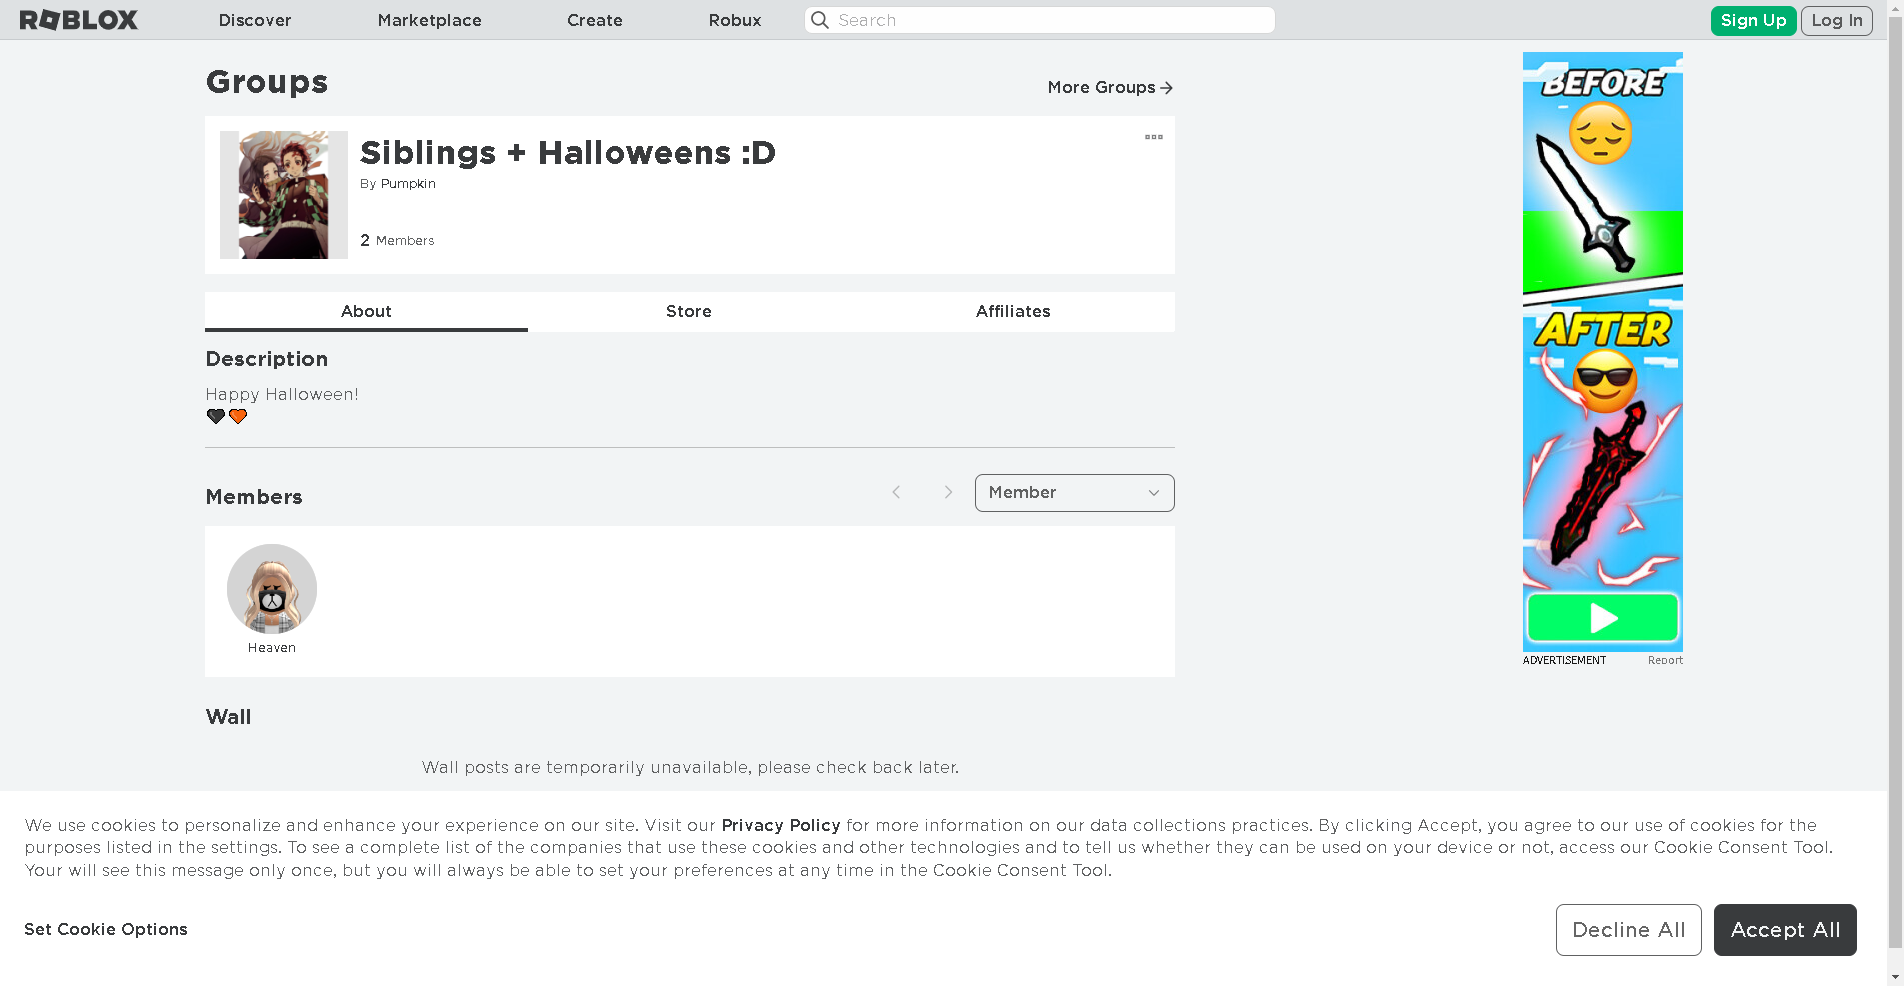 ROBLOX
Discover
Marketplace
Create
Robux
Search
Sign Up
Log In
Groups
More Groups
Siblings + Halloweens :D
By Pumpkin
2 Members
About
Store
Affiliates
Description
Happy Halloween!
Members
Member
Heaven
Wall
Wall posts are temporarily unavailable, please check back later.
BEFORE
AFTER
ADVERTISEMENT
Report
We use cookies to personalize and enhance your experience on our site. Visit our Privacy Policy for more information on our data collections practices. By clicking Accept, you agree to our use of cookies for the
purposes listed in the settings. To see a complete list of the companies that use these cookies and other technologies and to tell us whether they can be used on your device or not, access our Cookie Consent Tool.
Your will see this message only once, but you will always be able to set your preferences at any time in the Cookie Consent Tool.
Set Cookie Options
Decline All
Accept All